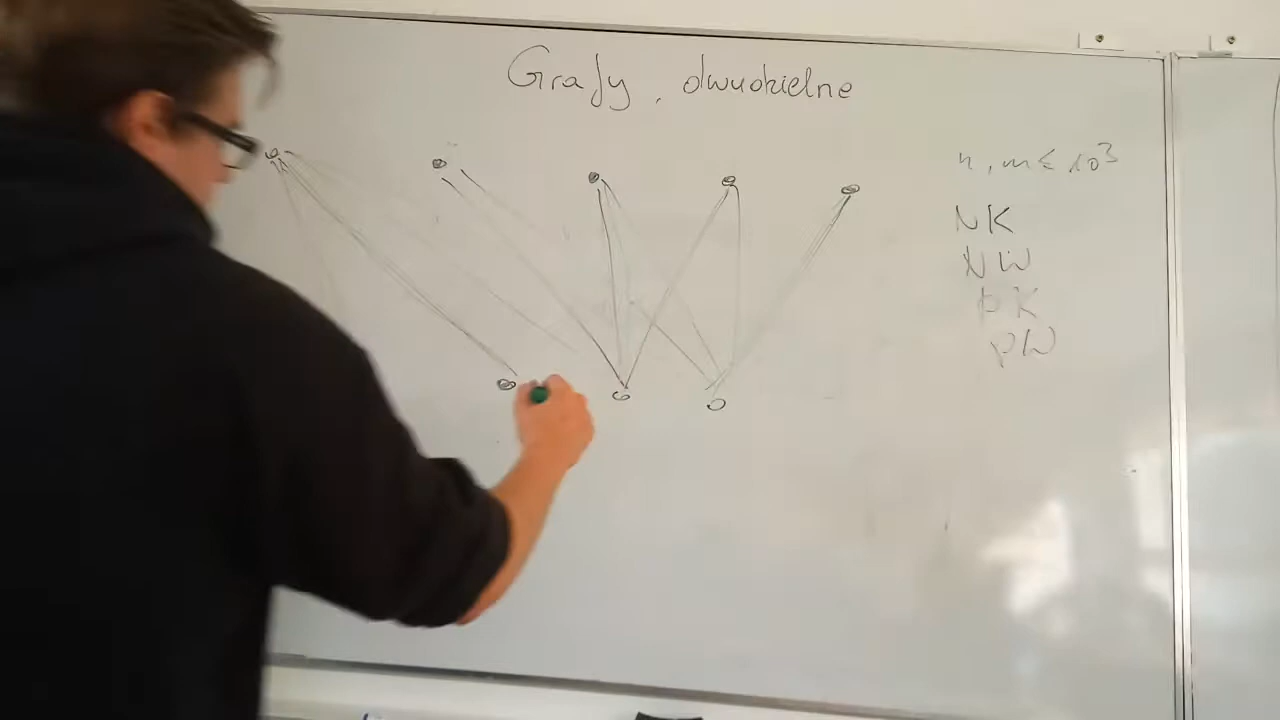 Grafy dwudzielne
n, m ≤ 10³
NK
NW
PK
PW